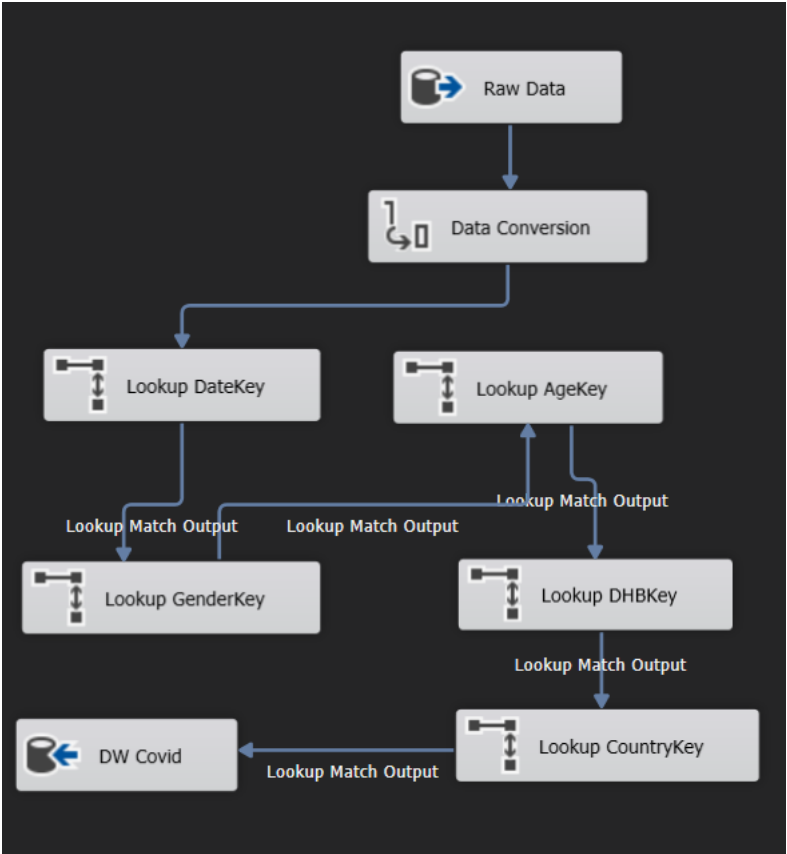 Raw Data
Data Conversion
Lookup DateKey
Lookup AgeKey
Lookup Match Output
Lookup Match Output
Lookup Match Output
Lookup GenderKey
Lookup DHBKey
Lookup Match Output
Lookup CountryKey
DW Covid
Lookup Match Output